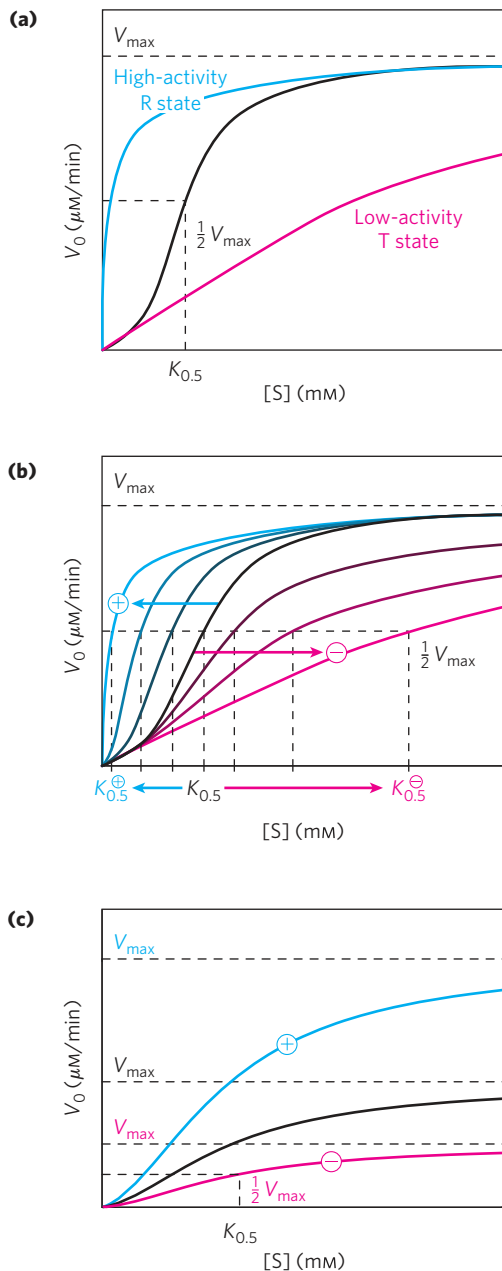 (a)
Vmax
High-activity
R state
V0 (μM/min)
½ Vmax
Low-activity
T state
K0.5
[S] (mM)
(b)
Vmax
+
V0 (μM/min)
−
½ Vmax
K0.5⊕
K0.5
K0.5⊖
[S] (mM)
(c)
Vmax
+
V0 (μM/min)
Vmax
Vmax
−
½ Vmax
K0.5
[S] (mM)